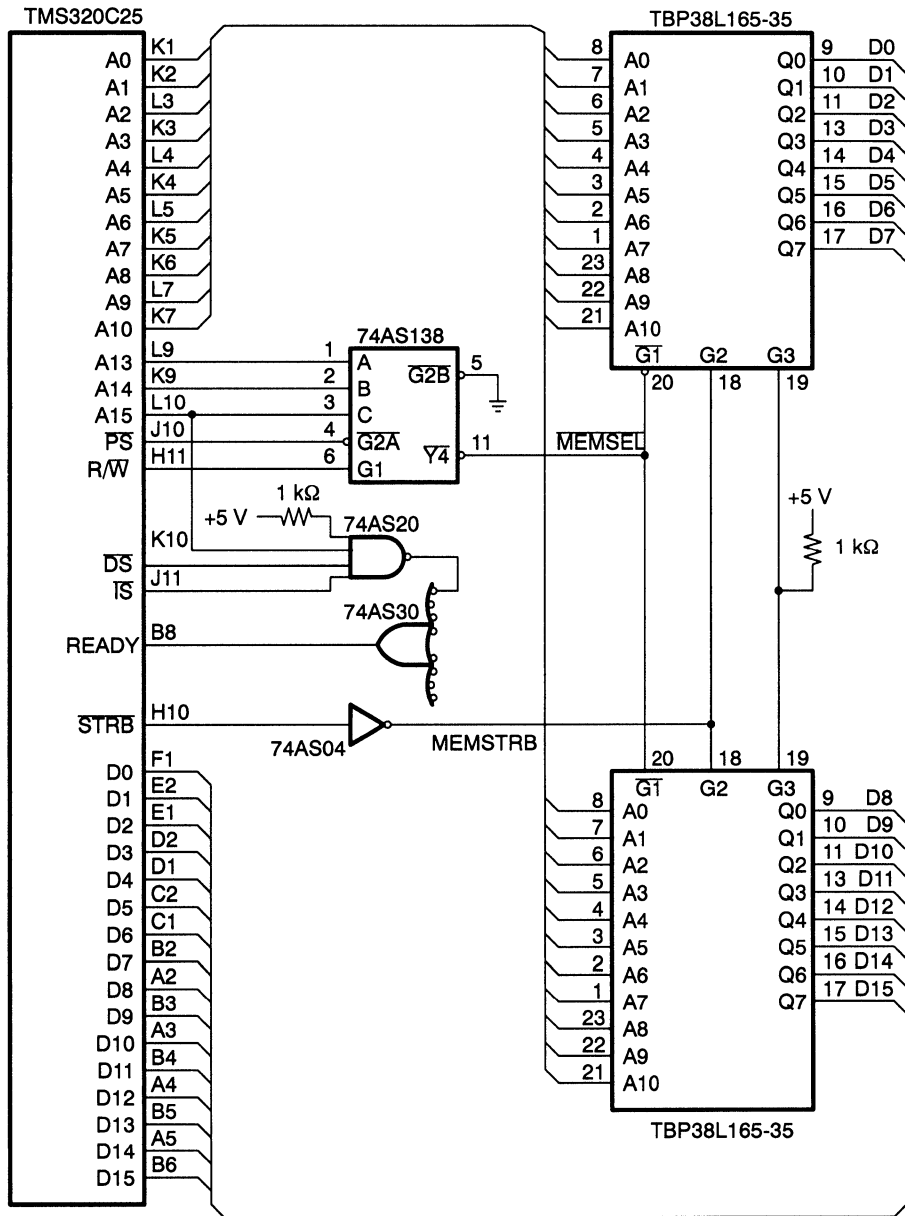 TMS320C25
TBP38L165-35
A0 K1
A1 K2
A2 L3
A3 K3
A4 L4
A5 K4
A6 L5
A7 K5
A8 K6
A9 L7
A10 K7
A13 L9
A14 K9
A15 L10
P̅S̅ J10
R/W̅ H11
K10
D̅S̅
I̅S̅ J11
READY B8
S̅T̅R̅B̅ H10
D0 F1
D1 E2
D2 E1
D3 D2
D4 D1
D5 C2
D6 C1
D7 B2
D8 A2
D9 B3
D10 A3
D11 B4
D12 A4
D13 B5
D14 A5
D15 B6
74AS138
1 A
2 B
3 C
4 G̅2̅A̅
6 G1
G̅2̅B̅ 5
Y̅4̅ 11
M̅E̅M̅S̅E̅L̅
1 kΩ
+5 V
74AS20
74AS30
74AS04
MEMSTRB
8 A0 Q0 9 D0
7 A1 Q1 10 D1
6 A2 Q2 11 D2
5 A3 Q3 13 D3
4 A4 Q4 14 D4
3 A5 Q5 15 D5
2 A6 Q6 16 D6
1 A7 Q7 17 D7
23 A8
22 A9
21 A10
G̅1̅ G2 G3
20 18 19
+5 V
1 kΩ
20 18 19
G̅1̅ G2 G3
8 A0 Q0 9 D8
7 A1 Q1 10 D9
6 A2 Q2 11 D10
5 A3 Q3 13 D11
4 A4 Q4 14 D12
3 A5 Q5 15 D13
2 A6 Q6 16 D14
1 A7 Q7 17 D15
23 A8
22 A9
21 A10
TBP38L165-35